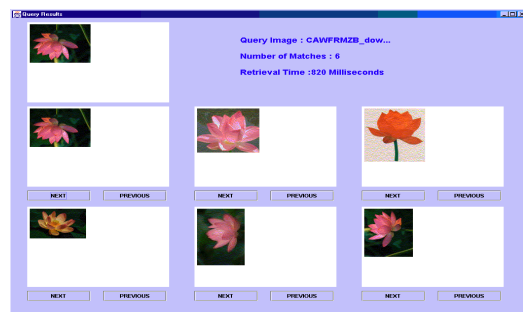 Query Results
Query Image : CAWFRMZB_dow...
Number of Matches : 6
Retrieval Time :820 Milliseconds
NEXT PREVIOUS NEXT PREVIOUS NEXT PREVIOUS
NEXT PREVIOUS NEXT PREVIOUS NEXT PREVIOUS